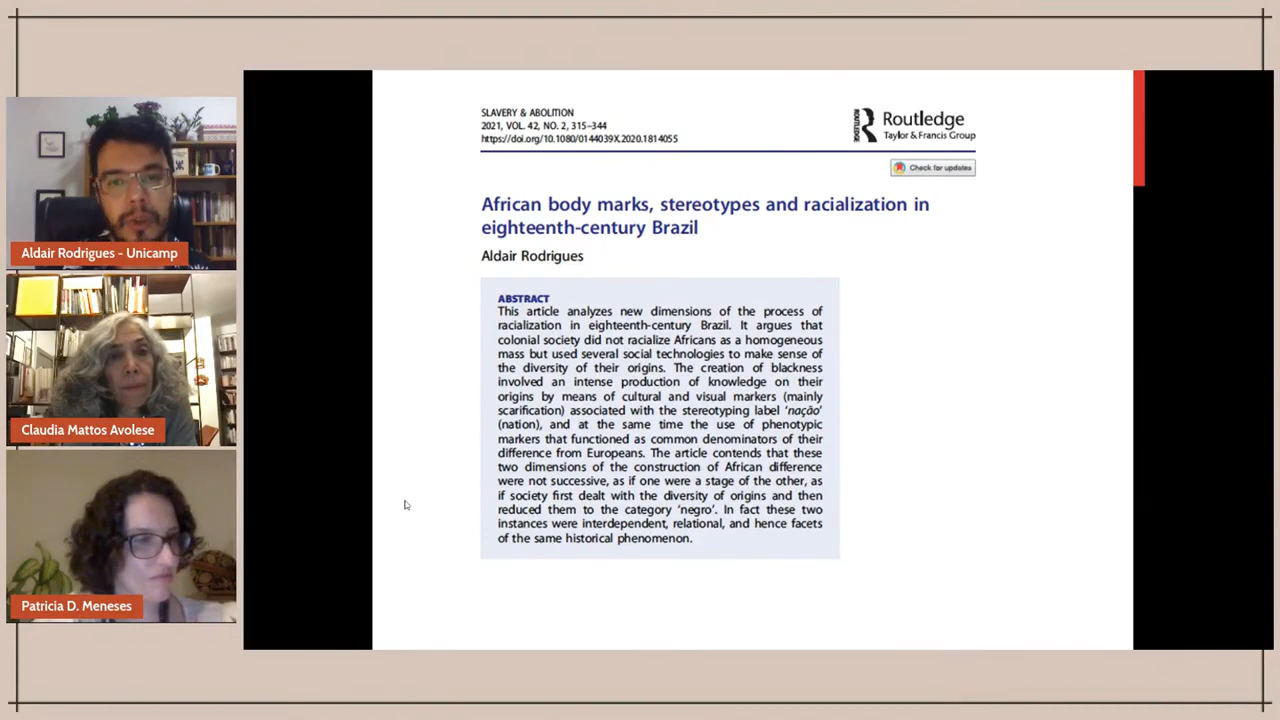 Aldair Rodrigues - Unicamp
Claudia Mattos Avolese
Patricia D. Meneses
SLAVERY & ABOLITION
2021, VOL. 42, NO. 2, 315–344
https://doi.org/10.1080/0144039X.2020.1814055
ROUTLEDGE
Routledge
Taylor & Francis Group
Check for updates
African body marks, stereotypes and racialization in
eighteenth-century Brazil
Aldair Rodrigues
ABSTRACT
This article analyzes new dimensions of the process of
racialization in eighteenth-century Brazil. It argues that
colonial society did not racialize Africans as a homogeneous
mass but used several social technologies to make sense of
the diversity of their origins. The creation of blackness
involved an intense production of knowledge on their
origins by means of cultural and visual markers (mainly
scarification) associated with the stereotyping label ‘nação’
(nation), and at the same time the use of phenotypic
markers that functioned as common denominators of their
difference from Europeans. The article contends that these
two dimensions of the construction of African difference
were not successive, as if one were a stage of the other, as
if society first dealt with the diversity of origins and then
reduced them to the category ‘negro’. In fact these two
instances were interdependent, relational, and hence facets
of the same historical phenomenon.